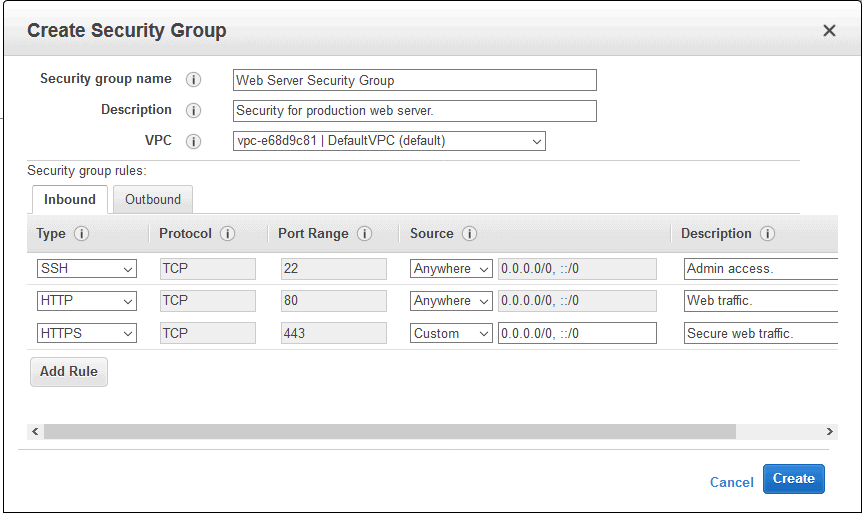 Create Security Group
Security group name i Web Server Security Group
Description i Security for production web server.
VPC i vpc-e68d9c81 | DefaultVPC (default)
Security group rules:
Inbound Outbound
Type i Protocol i Port Range i Source i Description i
SSH TCP 22 Anywhere 0.0.0.0/0, ::/0 Admin access.
HTTP TCP 80 Anywhere 0.0.0.0/0, ::/0 Web traffic.
HTTPS TCP 443 Custom 0.0.0.0/0, ::/0 Secure web traffic.
Add Rule
Cancel Create